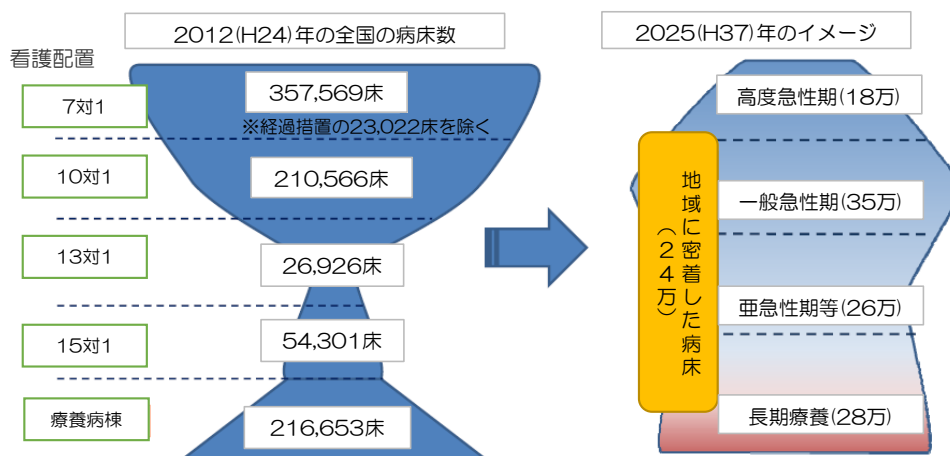 2012(H24)年の全国の病床数
看護配置
7対1
357,569床
※経過措置の23,022床を除く
10対1
210,566床
13対1
26,926床
15対1
54,301床
療養病棟
216,653床
2025(H37)年のイメージ
高度急性期(18万)
一般急性期(35万)
亜急性期等(26万)
長期療養(28万)
地域に密着した病床
(24万)